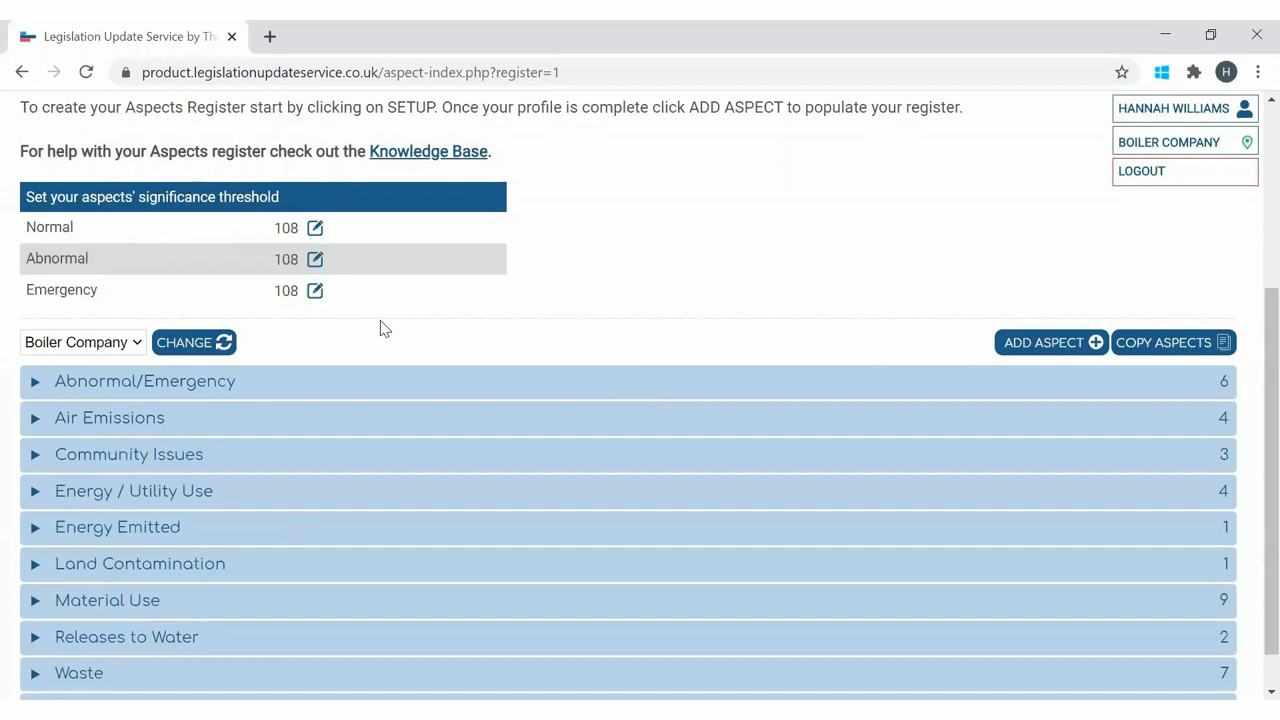 Legislation Update Service by Th
product.legislationupdateservice.co.uk/aspect-index.php?register=1
H
To create your Aspects Register start by clicking on SETUP. Once your profile is complete click ADD ASPECT to populate your register.
HANNAH WILLIAMS
BOILER COMPANY
LOGOUT
For help with your Aspects register check out the Knowledge Base.
Set your aspects' significance threshold
Normal 108
Abnormal 108
Emergency 108
Boiler Company CHANGE ADD ASPECT COPY ASPECTS
Abnormal/Emergency 6
Air Emissions 4
Community Issues 3
Energy / Utility Use 4
Energy Emitted 1
Land Contamination 1
Material Use 9
Releases to Water 2
Waste 7